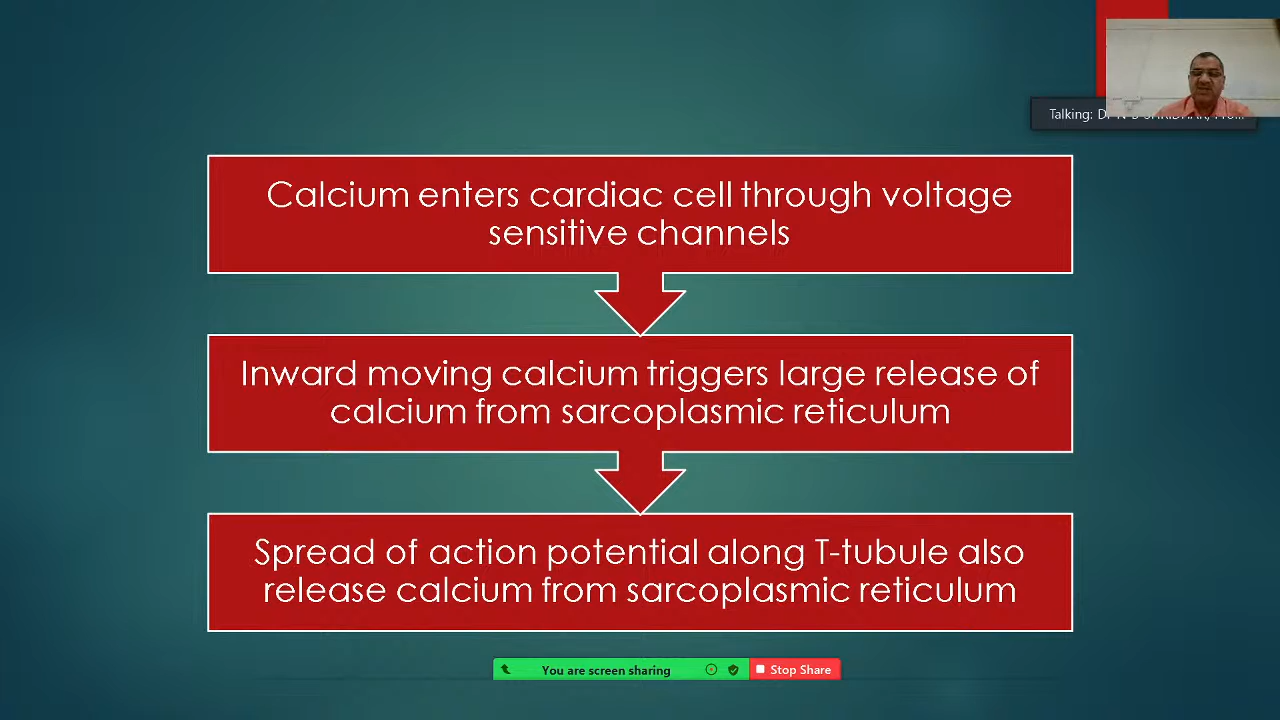 Talking: Dr N D
Calcium enters cardiac cell through voltage
sensitive channels
Inward moving calcium triggers large release of
calcium from sarcoplasmic reticulum
Spread of action potential along T-tubule also
release calcium from sarcoplasmic reticulum
You are screen sharing
Stop Share